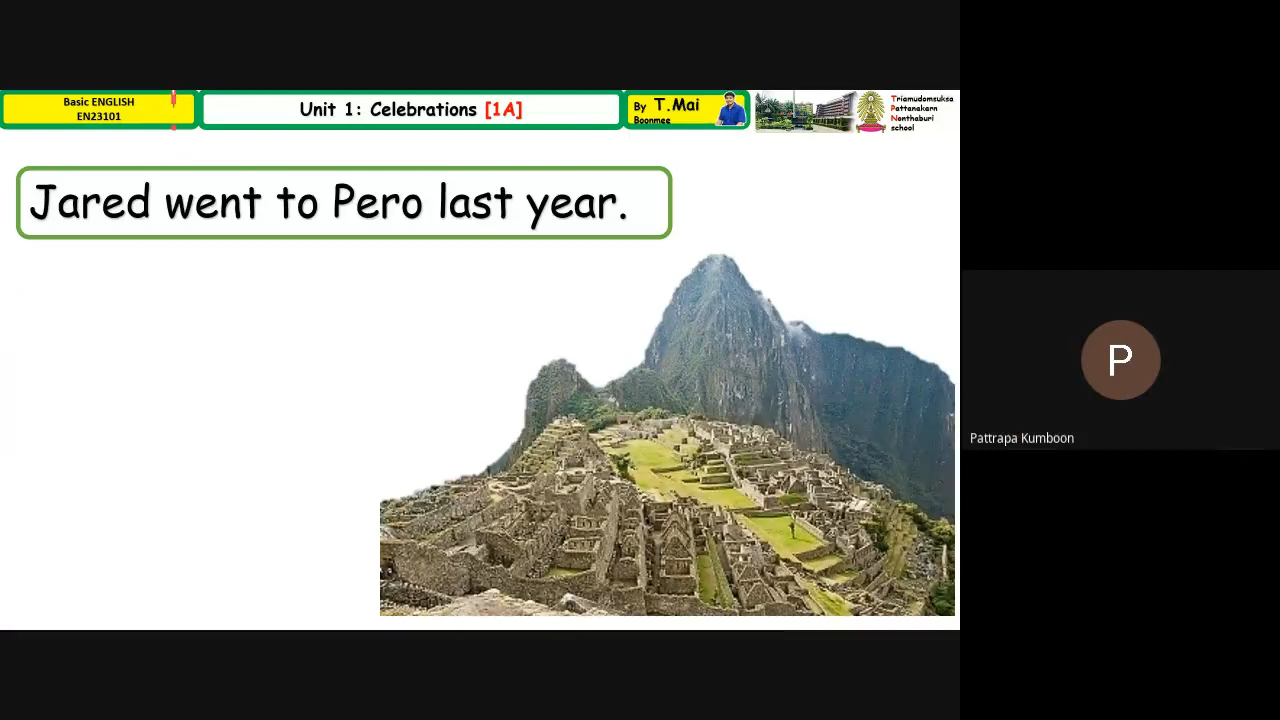 Basic ENGLISH
EN23101
Unit 1: Celebrations [1A]
By T.Mai
Boonmee
Triamudomsuksa
Pattanakarn
Nonthaburi
school
Jared went to Pero last year.
P
Pattrapa Kumboon